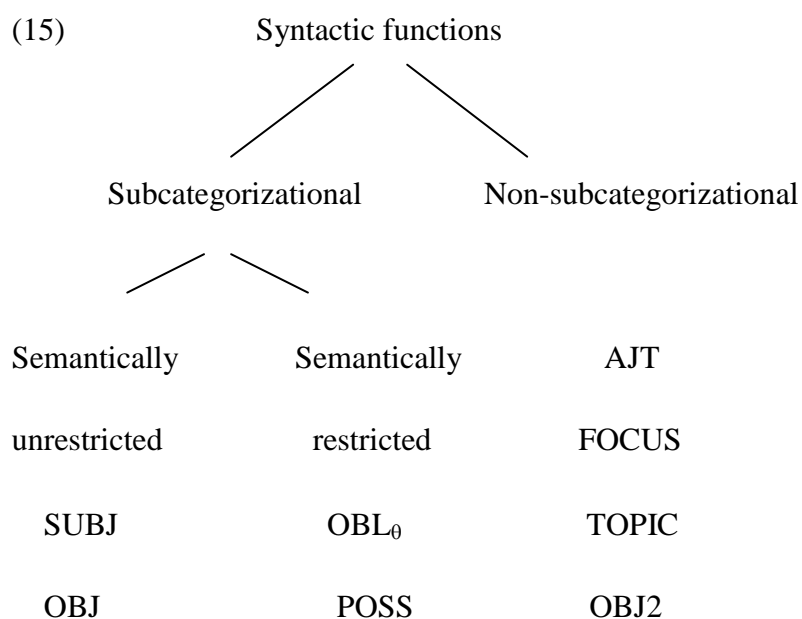 (15) Syntactic functions
Subcategorizational Non-subcategorizational
Semantically Semantically AJT
unrestricted restricted FOCUS
SUBJ OBLθ TOPIC
OBJ POSS OBJ2